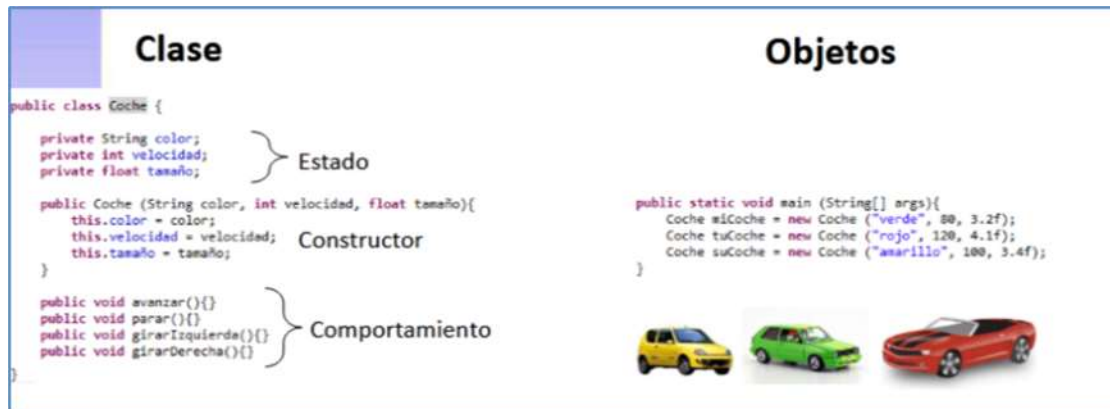 Clase
public class Coche {
private String color;
private int velocidad;
private float tamaño;
Estado
public Coche (String color, int velocidad, float tamaño){
this.color = color;
this.velocidad = velocidad;
this.tamaño = tamaño;
}
Constructor
public void avanzar(){}
public void parar(){}
public void girarIzquierda(){}
public void girarDerecha(){}
Comportamiento
}
Objetos
public static void main (String[] args){
Coche miCoche = new Coche ("verde", 80, 3.2f);
Coche tuCoche = new Coche ("rojo", 120, 4.1f);
Coche suCoche = new Coche ("amarillo", 100, 3.4f);
}